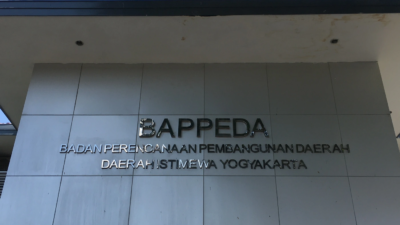 BAPPEDA
BADAN PERENCANAAN PEMBANGUNAN DAERAH
DAERAH ISTIMEWA YOGYAKARTA